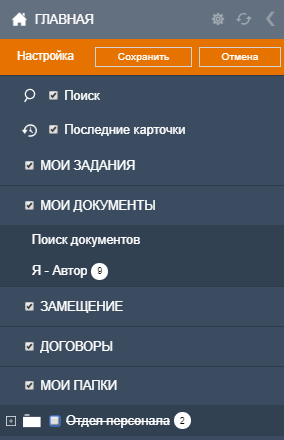 ГЛАВНАЯ
Настройка Сохранить Отмена
Поиск
Последние карточки
МОИ ЗАДАНИЯ
МОИ ДОКУМЕНТЫ
Поиск документов
Я - Автор 9
ЗАМЕЩЕНИЕ
ДОГОВОРЫ
МОИ ПАПКИ
Отдел персонала 2